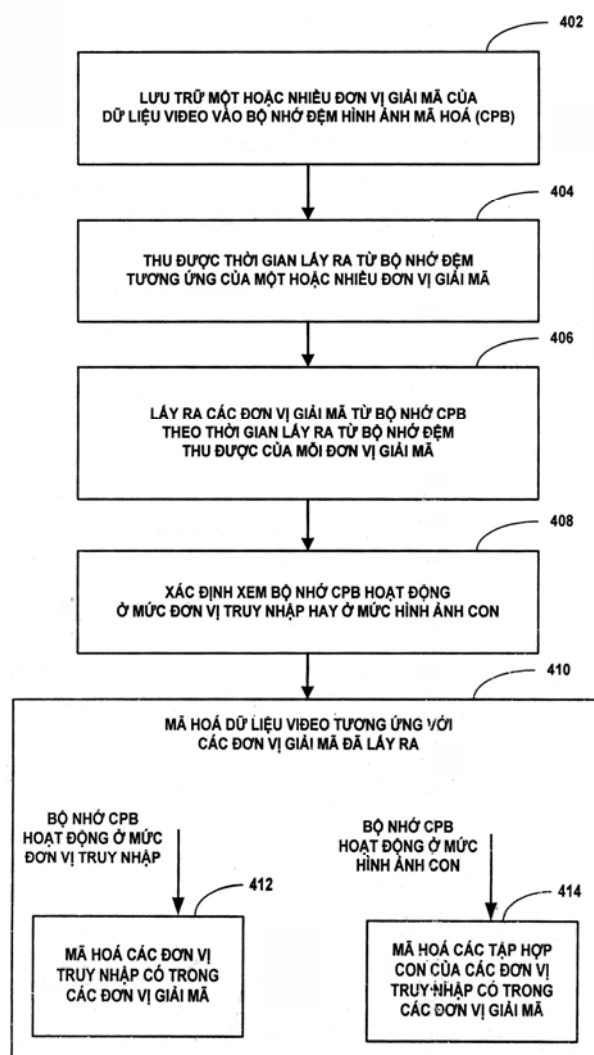 402
LƯU TRỮ MỘT HOẶC NHIỀU ĐƠN VỊ GIẢI MÃ CỦA
DỮ LIỆU VIĐEO VÀO BỘ NHỚ ĐỆM HÌNH ẢNH MÃ HOÁ (CPB)
404
THU ĐƯỢC THỜI GIAN LẤY RA TỪ BỘ NHỚ ĐỆM
TƯƠNG ỨNG CỦA MỘT HOẶC NHIỀU ĐƠN VỊ GIẢI MÃ
406
LẤY RA CÁC ĐƠN VỊ GIẢI MÃ TỪ BỘ NHỚ CPB
THEO THỜI GIAN LẤY RA TỪ BỘ NHỚ ĐỆM
THU ĐƯỢC CỦA MỖI ĐƠN VỊ GIẢI MÃ
408
XÁC ĐỊNH XEM BỘ NHỚ CPB HOẠT ĐỘNG
Ở MỨC ĐƠN VỊ TRUY NHẬP HAY Ở MỨC HÌNH ẢNH CON
410
MÃ HOÁ DỮ LIỆU VIĐEO TƯƠNG ỨNG VỚI
CÁC ĐƠN VỊ GIẢI MÃ ĐÃ LẤY RA
BỘ NHỚ CPB
HOẠT ĐỘNG Ở MỨC
ĐƠN VỊ TRUY NHẬP
BỘ NHỚ CPB
HOẠT ĐỘNG Ở MỨC
HÌNH ẢNH CON
412
MÃ HOÁ CÁC ĐƠN VỊ
TRUY NHẬP CÓ TRONG
CÁC ĐƠN VỊ GIẢI MÃ
414
MÃ HOÁ CÁC TẬP HỢP
CON CỦA CÁC ĐƠN VỊ
TRUY NHẬP CÓ TRONG
CÁC ĐƠN VỊ GIẢI MÃ